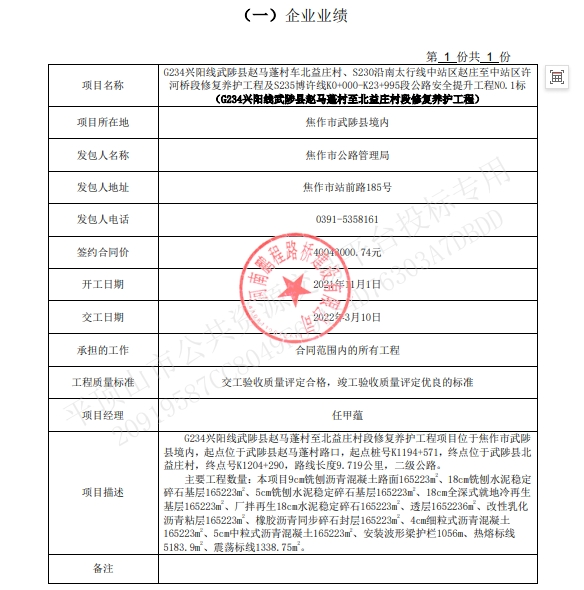 （一）企业业绩
第 1 份共 1 份
项目名称
G234兴阳线武陟县赵马蓬村车北益庄村、S230沿南太行线中站区赵庄至中站区许
河桥段修复养护工程及S235博许线K0+000-K23+995段公路安全提升工程NO.1标
（G234兴阳线武陟县赵马蓬村至北益庄村段修复养护工程）
项目所在地
焦作市武陟县境内
发包人名称
焦作市公路管理局
发包人地址
焦作市站前路185号
发包人电话
0391-5358161
签约合同价
40043000.74元
开工日期
2021年11月1日
交工日期
2022年3月10日
承担的工作
合同范围内的所有工程
工程质量标准
交工验收质量评定合格，竣工验收质量评定优良的标准
项目经理
任甲蕴
项目描述
G234兴阳线武陟县赵马蓬村至北益庄村段修复养护工程项目位于焦作市武陟
县境内，起点位于武陟县赵马蓬村路口，起点桩号K1194+571，终点位于武陟县北
益庄村，终点号K1204+290，路线长度9.719公里，二级公路。
主要工程数量：本项目9cm铣刨沥青混凝土路面165223m²、18cm铣刨水泥稳定
碎石基层165223m²、5cm铣刨水泥稳定碎石基层165223m²、18cm全深式就地冷再生
基层165223m²、厂拌再生18cm水泥稳定碎石165223m²、透层1652236m²、改性乳化
沥青粘层165223m²、橡胶沥青同步碎石封层165223m²、4cm细粒式沥青混凝土
165223m²、5cm中粒式沥青混凝土165223m²、安装波形梁护栏1056m、热熔标线
5183.9m²、震荡标线1338.75m²。
备注